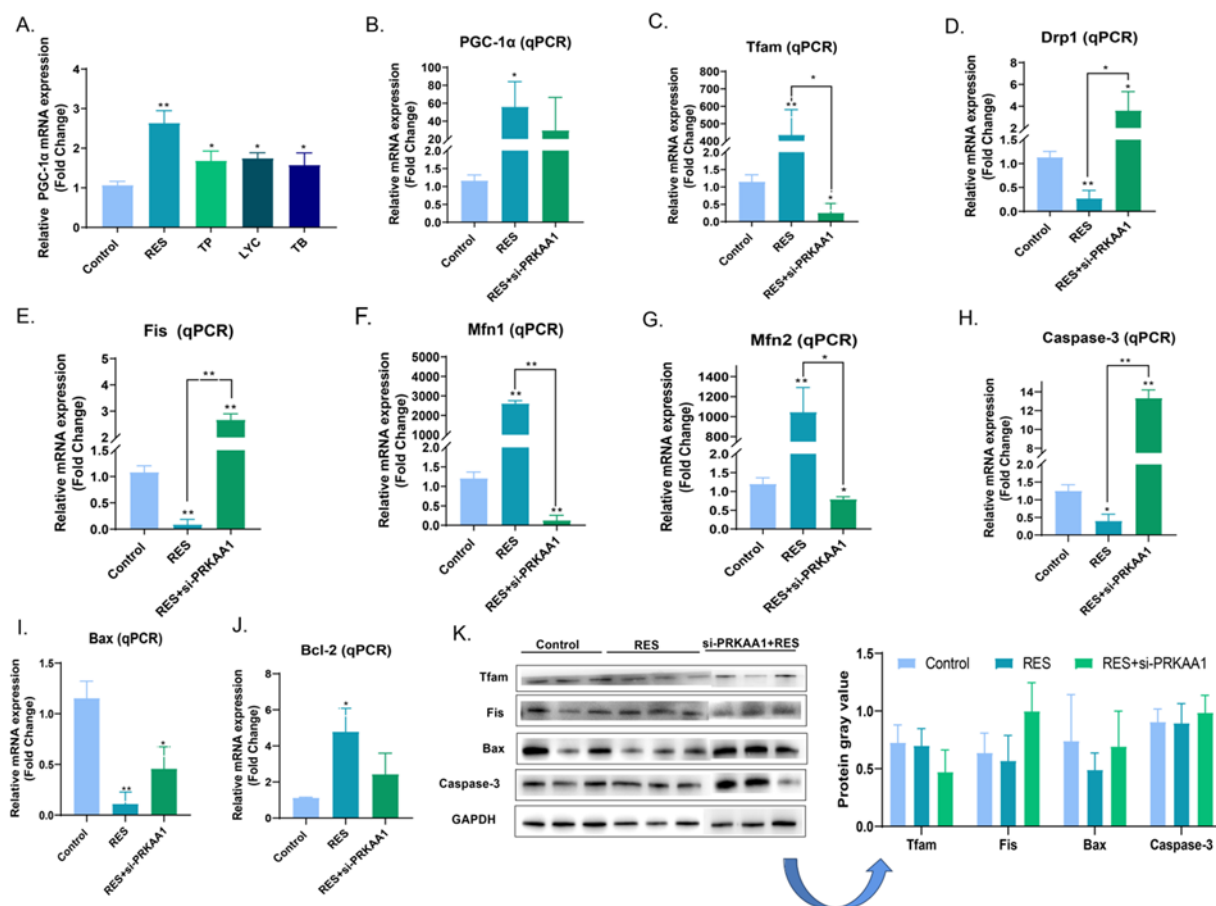 A.
Relative PGC-1α mRNA expression
(Fold Change)
4
3
2
1
0
**
*
*
*
Control
RES
TP
LYC
TB
B.
PGC-1α (qPCR)
Relative mRNA expression
(Fold Change)
100
80
60
40
20
2.0
1.5
1.0
0.5
0.0
*
Control
RES
RES+si-PRKAA1
C.
Tfam (qPCR)
Relative mRNA expression
(Fold Change)
800
700
600
500
400
300
2.0
1.5
1.0
0.5
0.0
*
**
*
Control
RES
RES+si-PRKAA1
D.
Drp1 (qPCR)
Relative mRNA expression
(Fold Change)
8
6
4
2
2.0
1.5
1.0
0.5
0.0
*
*
**
Control
RES
RES+si-PRKAA1
E.
Fis (qPCR)
Relative mRNA expression
(Fold Change)
5
4
3
2
2.0
1.5
1.0
0.5
0.0
**
**
**
Control
RES
RES+si-PRKAA1
F.
Mfn1 (qPCR)
Relative mRNA expression
(Fold Change)
5000
4000
3000
2000
1000
0
2.0
1.5
1.0
0.5
0.0
**
**
**
Control
RES
RES+si-PRKAA1
G.
Mfn2 (qPCR)
Relative mRNA expression
(Fold Change)
1400
1200
1000
800
2.0
1.5
1.0
0.5
0.0
*
**
*
Control
RES
RES+si-PRKAA1
H.
Caspase-3 (qPCR)
Relative mRNA expression
(Fold Change)
14
12
10
8
6
4
2.0
1.5
1.0
0.5
0.0
**
**
*
Control
RES
RES+si-PRKAA1
I.
Bax (qPCR)
Relative mRNA expression
(Fold Change)
1.5
1.0
0.5
0.0
**
*
Control
RES
RES+si-PRKAA1
J.
Bcl-2 (qPCR)
Relative mRNA expression
(Fold Change)
8
6
4
2
0
*
Control
RES
RES+si-PRKAA1
K.
Control RES si-PRKAA1+RES
Tfam
Fis
Bax
Caspase-3
GAPDH
Control RES RES+si-PRKAA1
Protein gray value
1.5
1.0
0.5
0.0
Tfam Fis Bax Caspase-3